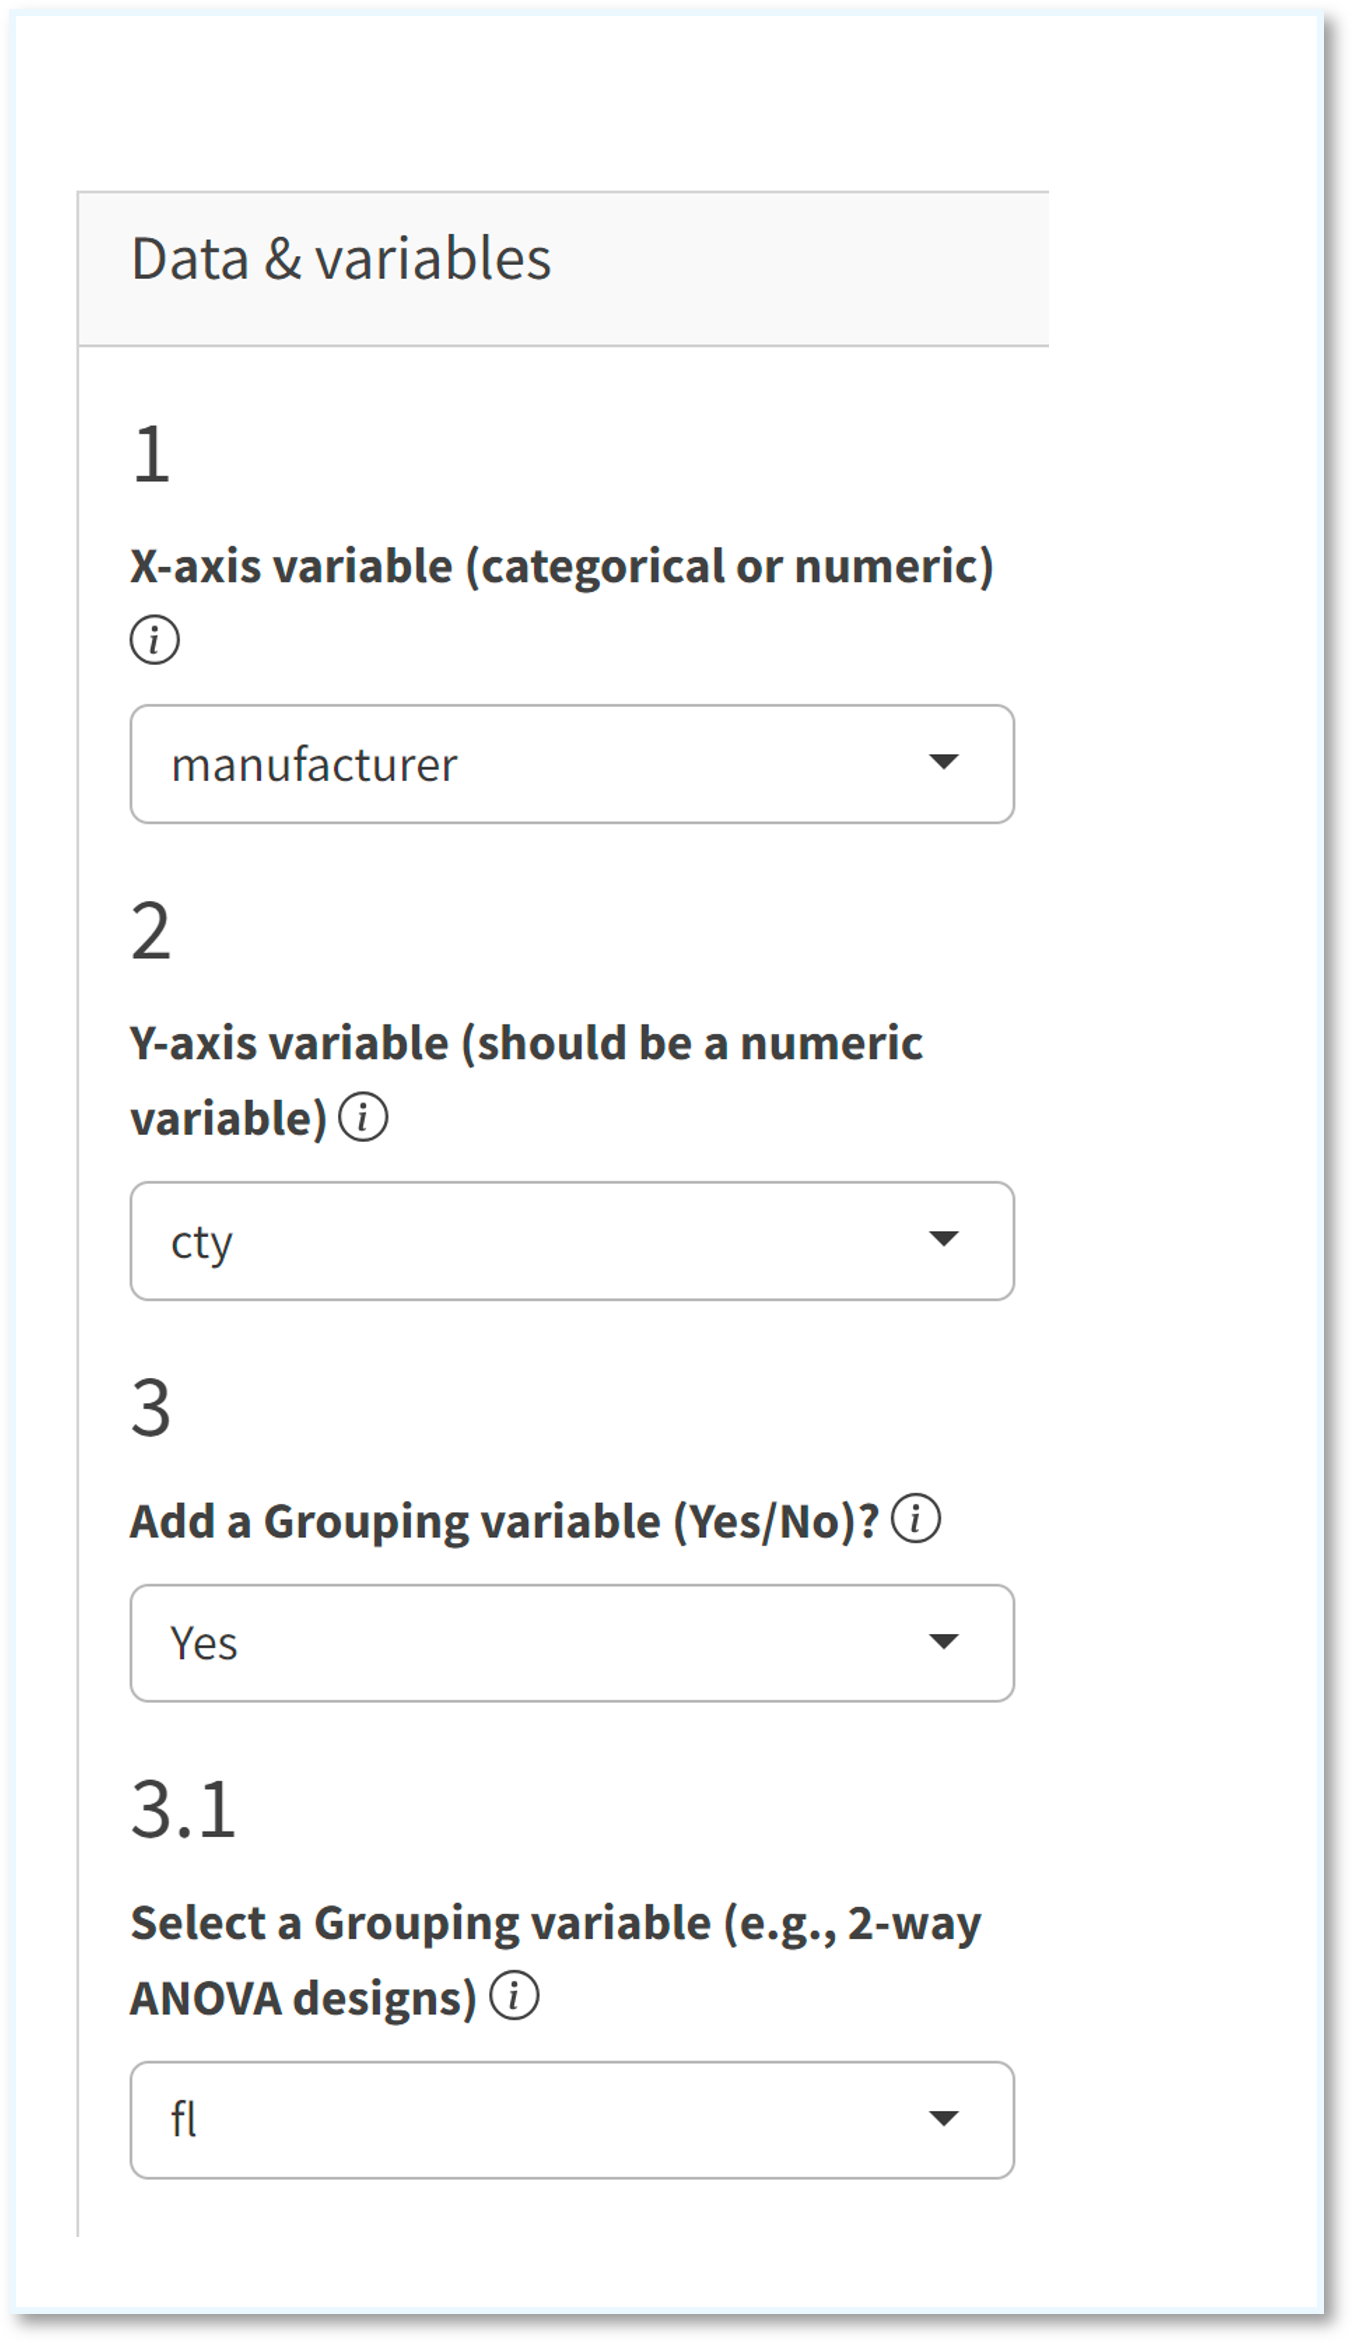 Data & variables
1
X-axis variable (categorical or numeric)
i
manufacturer
2
Y-axis variable (should be a numeric
variable) i
cty
3
Add a Grouping variable (Yes/No)? i
Yes
3.1
Select a Grouping variable (e.g., 2-way
ANOVA designs) i
fl